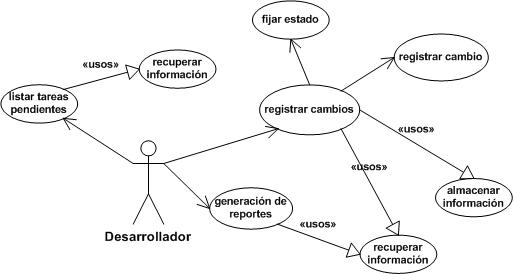 fijar estado
«usos»
recuperar
información
registrar cambio
listar tareas
pendientes
registrar cambios
«usos»
«usos»
almacenar
información
generación de
reportes
«usos»
Desarrollador
recuperar
información